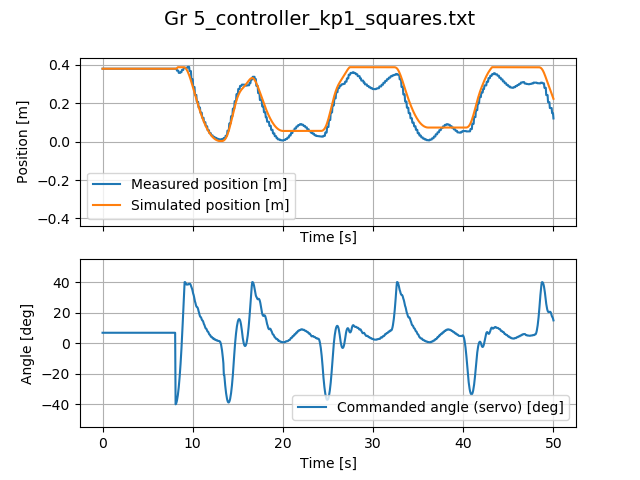 Gr 5_controller_kp1_squares.txt
0.4
0.2
0.0
−0.2
−0.4
Position [m]
Measured position [m]
Simulated position [m]
Time [s]
40
20
0
−20
−40
Angle [deg]
Commanded angle (servo) [deg]
0 10 20 30 40 50
Time [s]